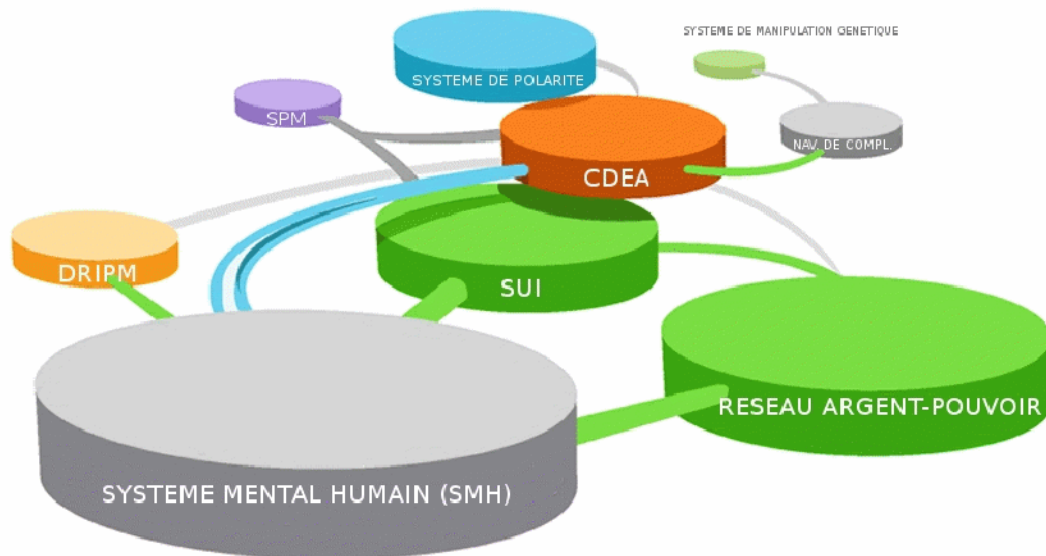 SYSTEME DE MANIPULATION GENETIQUE
SYSTEME DE POLARITE
SPM
NAV. DE COMPL.
CDEA
DRIPM
SUI
RESEAU ARGENT-POUVOIR
SYSTEME MENTAL HUMAIN (SMH)